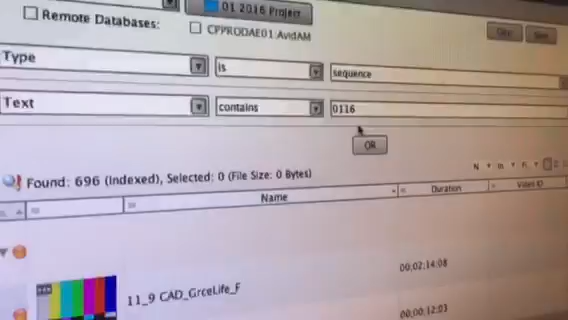 01 2016 Project
Remote Databases:
CPPRODAE01:AvidAM
Type
is
sequence
Text
contains
0116
OR
Found: 696 (Indexed), Selected: 0 (File Size: 0 Bytes)
Name
Duration
Video ID
00;02;14;08
11_9 CAD_GrceLife_F
00;00;12;03